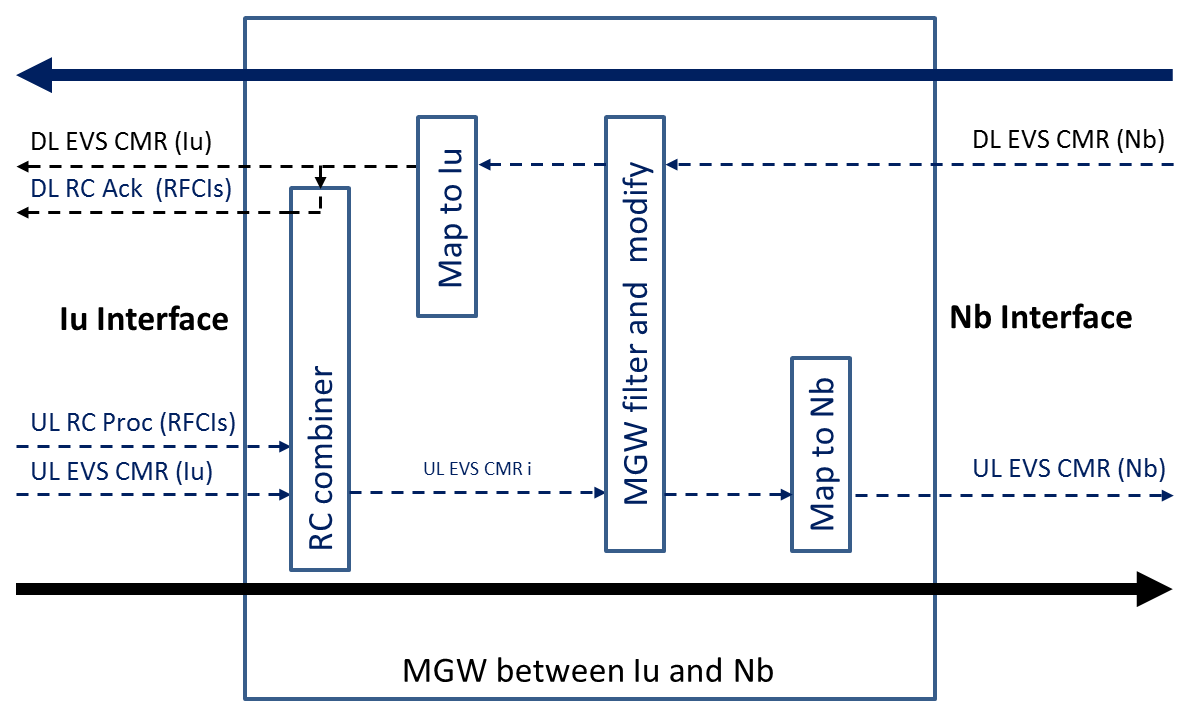 DL EVS CMR (Iu)
DL EVS CMR (Nb)
DL RC Ack (RFCIs)
Map to Iu
MGW filter and modify
Iu Interface
Nb Interface
RC combiner
Map to Nb
UL RC Proc (RFCIs)
UL EVS CMR (Iu)
UL EVS CMR i
UL EVS CMR (Nb)
MGW between Iu and Nb